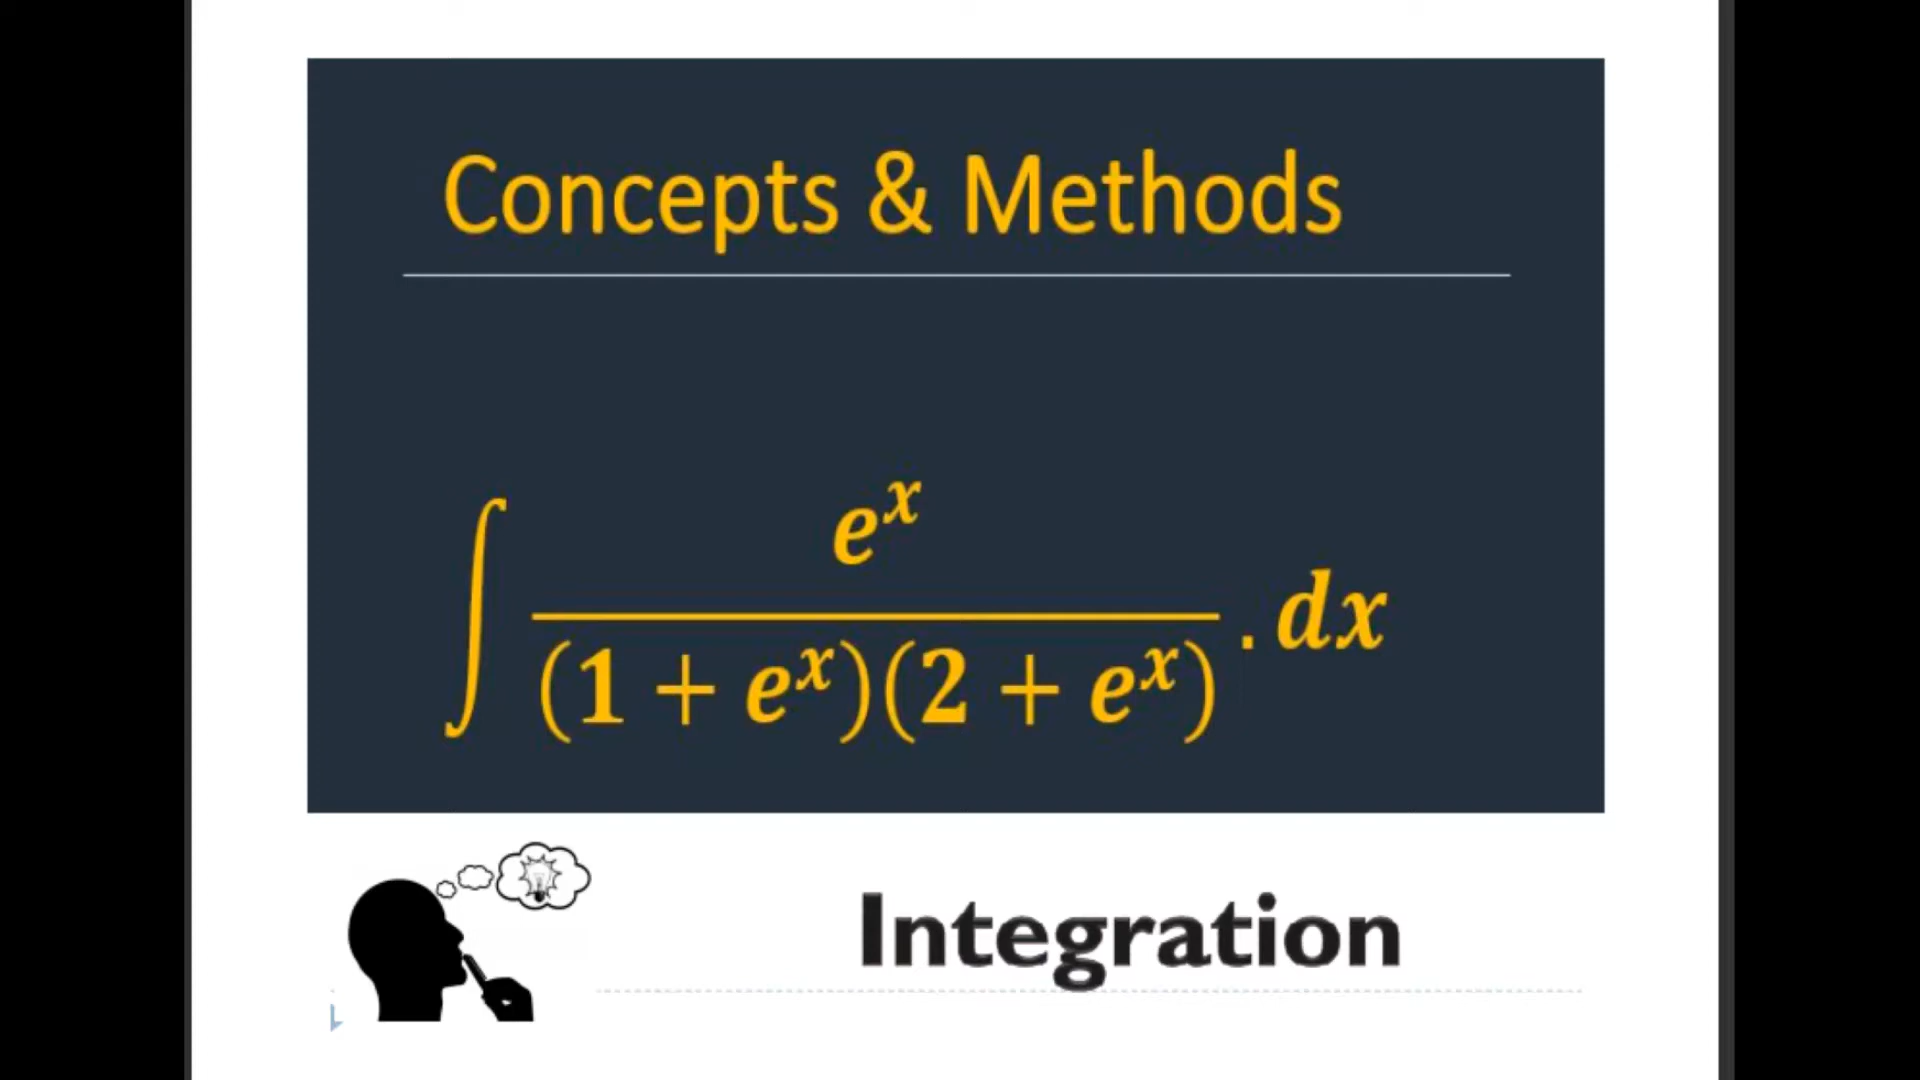 Concepts & Methods
∫ e^x / (1 + e^x)(2 + e^x) . dx
Integration